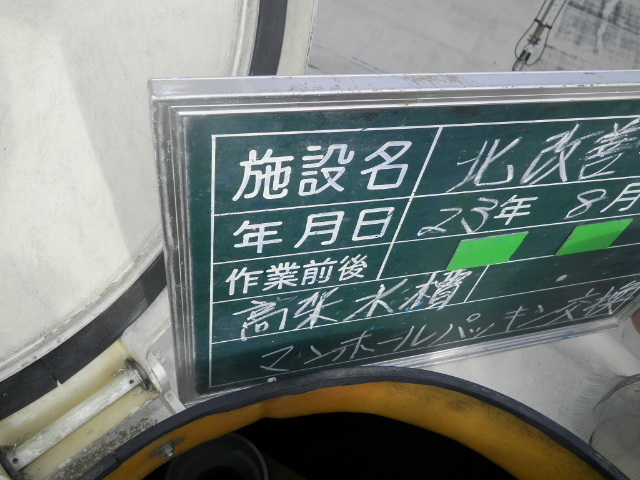 施設名 北改善
年月日 23年 8月
作業前後
高架水槽
マンホールパッキン交換